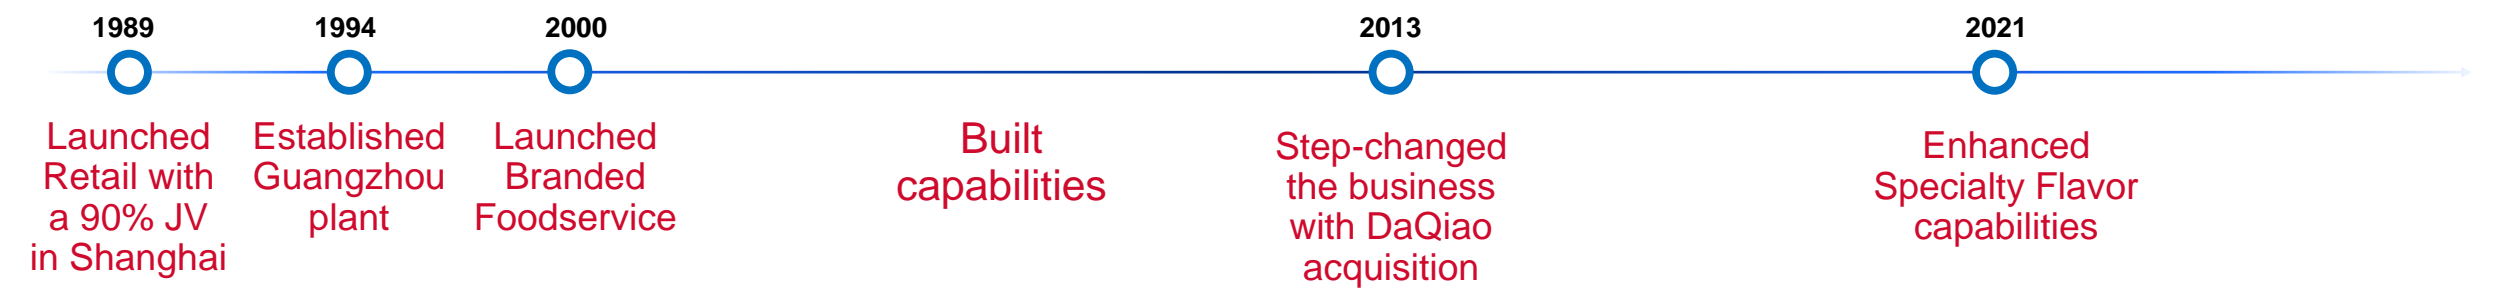 1989
Launched
Retail with
a 90% JV
in Shanghai
1994
Established
Guangzhou
plant
2000
Launched
Branded
Foodservice
Built
capabilities
2013
Step-changed
the business
with DaQiao
acquisition
2021
Enhanced
Specialty Flavor
capabilities